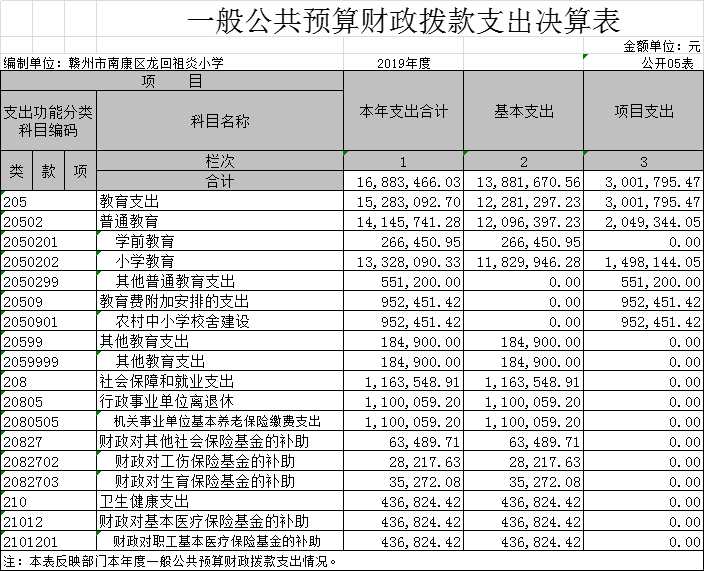 一般公共预算财政拨款支出决算表
金额单位：元
编制单位：赣州市南康区龙回祖炎小学 2019年度 公开05表
项 目 本年支出合计 基本支出 项目支出
支出功能分类科目编码 科目名称
类 款 项 栏次 1 2 3
合计 16,883,466.03 13,881,670.56 3,001,795.47
205 教育支出 15,283,092.70 12,281,297.23 3,001,795.47
20502 普通教育 14,145,741.28 12,096,397.23 2,049,344.05
2050201 学前教育 266,450.95 266,450.95 0.00
2050202 小学教育 13,328,090.33 11,829,946.28 1,498,144.05
2050299 其他普通教育支出 551,200.00 0.00 551,200.00
20509 教育费附加安排的支出 952,451.42 0.00 952,451.42
2050901 农村中小学校舍建设 952,451.42 0.00 952,451.42
20599 其他教育支出 184,900.00 184,900.00 0.00
2059999 其他教育支出 184,900.00 184,900.00 0.00
208 社会保障和就业支出 1,163,548.91 1,163,548.91 0.00
20805 行政事业单位离退休 1,100,059.20 1,100,059.20 0.00
2080505 机关事业单位基本养老保险缴费支出 1,100,059.20 1,100,059.20 0.00
20827 财政对其他社会保险基金的补助 63,489.71 63,489.71 0.00
2082702 财政对工伤保险基金的补助 28,217.63 28,217.63 0.00
2082703 财政对生育保险基金的补助 35,272.08 35,272.08 0.00
210 卫生健康支出 436,824.42 436,824.42 0.00
21012 财政对基本医疗保险基金的补助 436,824.42 436,824.42 0.00
2101201 财政对职工基本医疗保险基金的补助 436,824.42 436,824.42 0.00
注：本表反映部门本年度一般公共预算财政拨款支出情况。